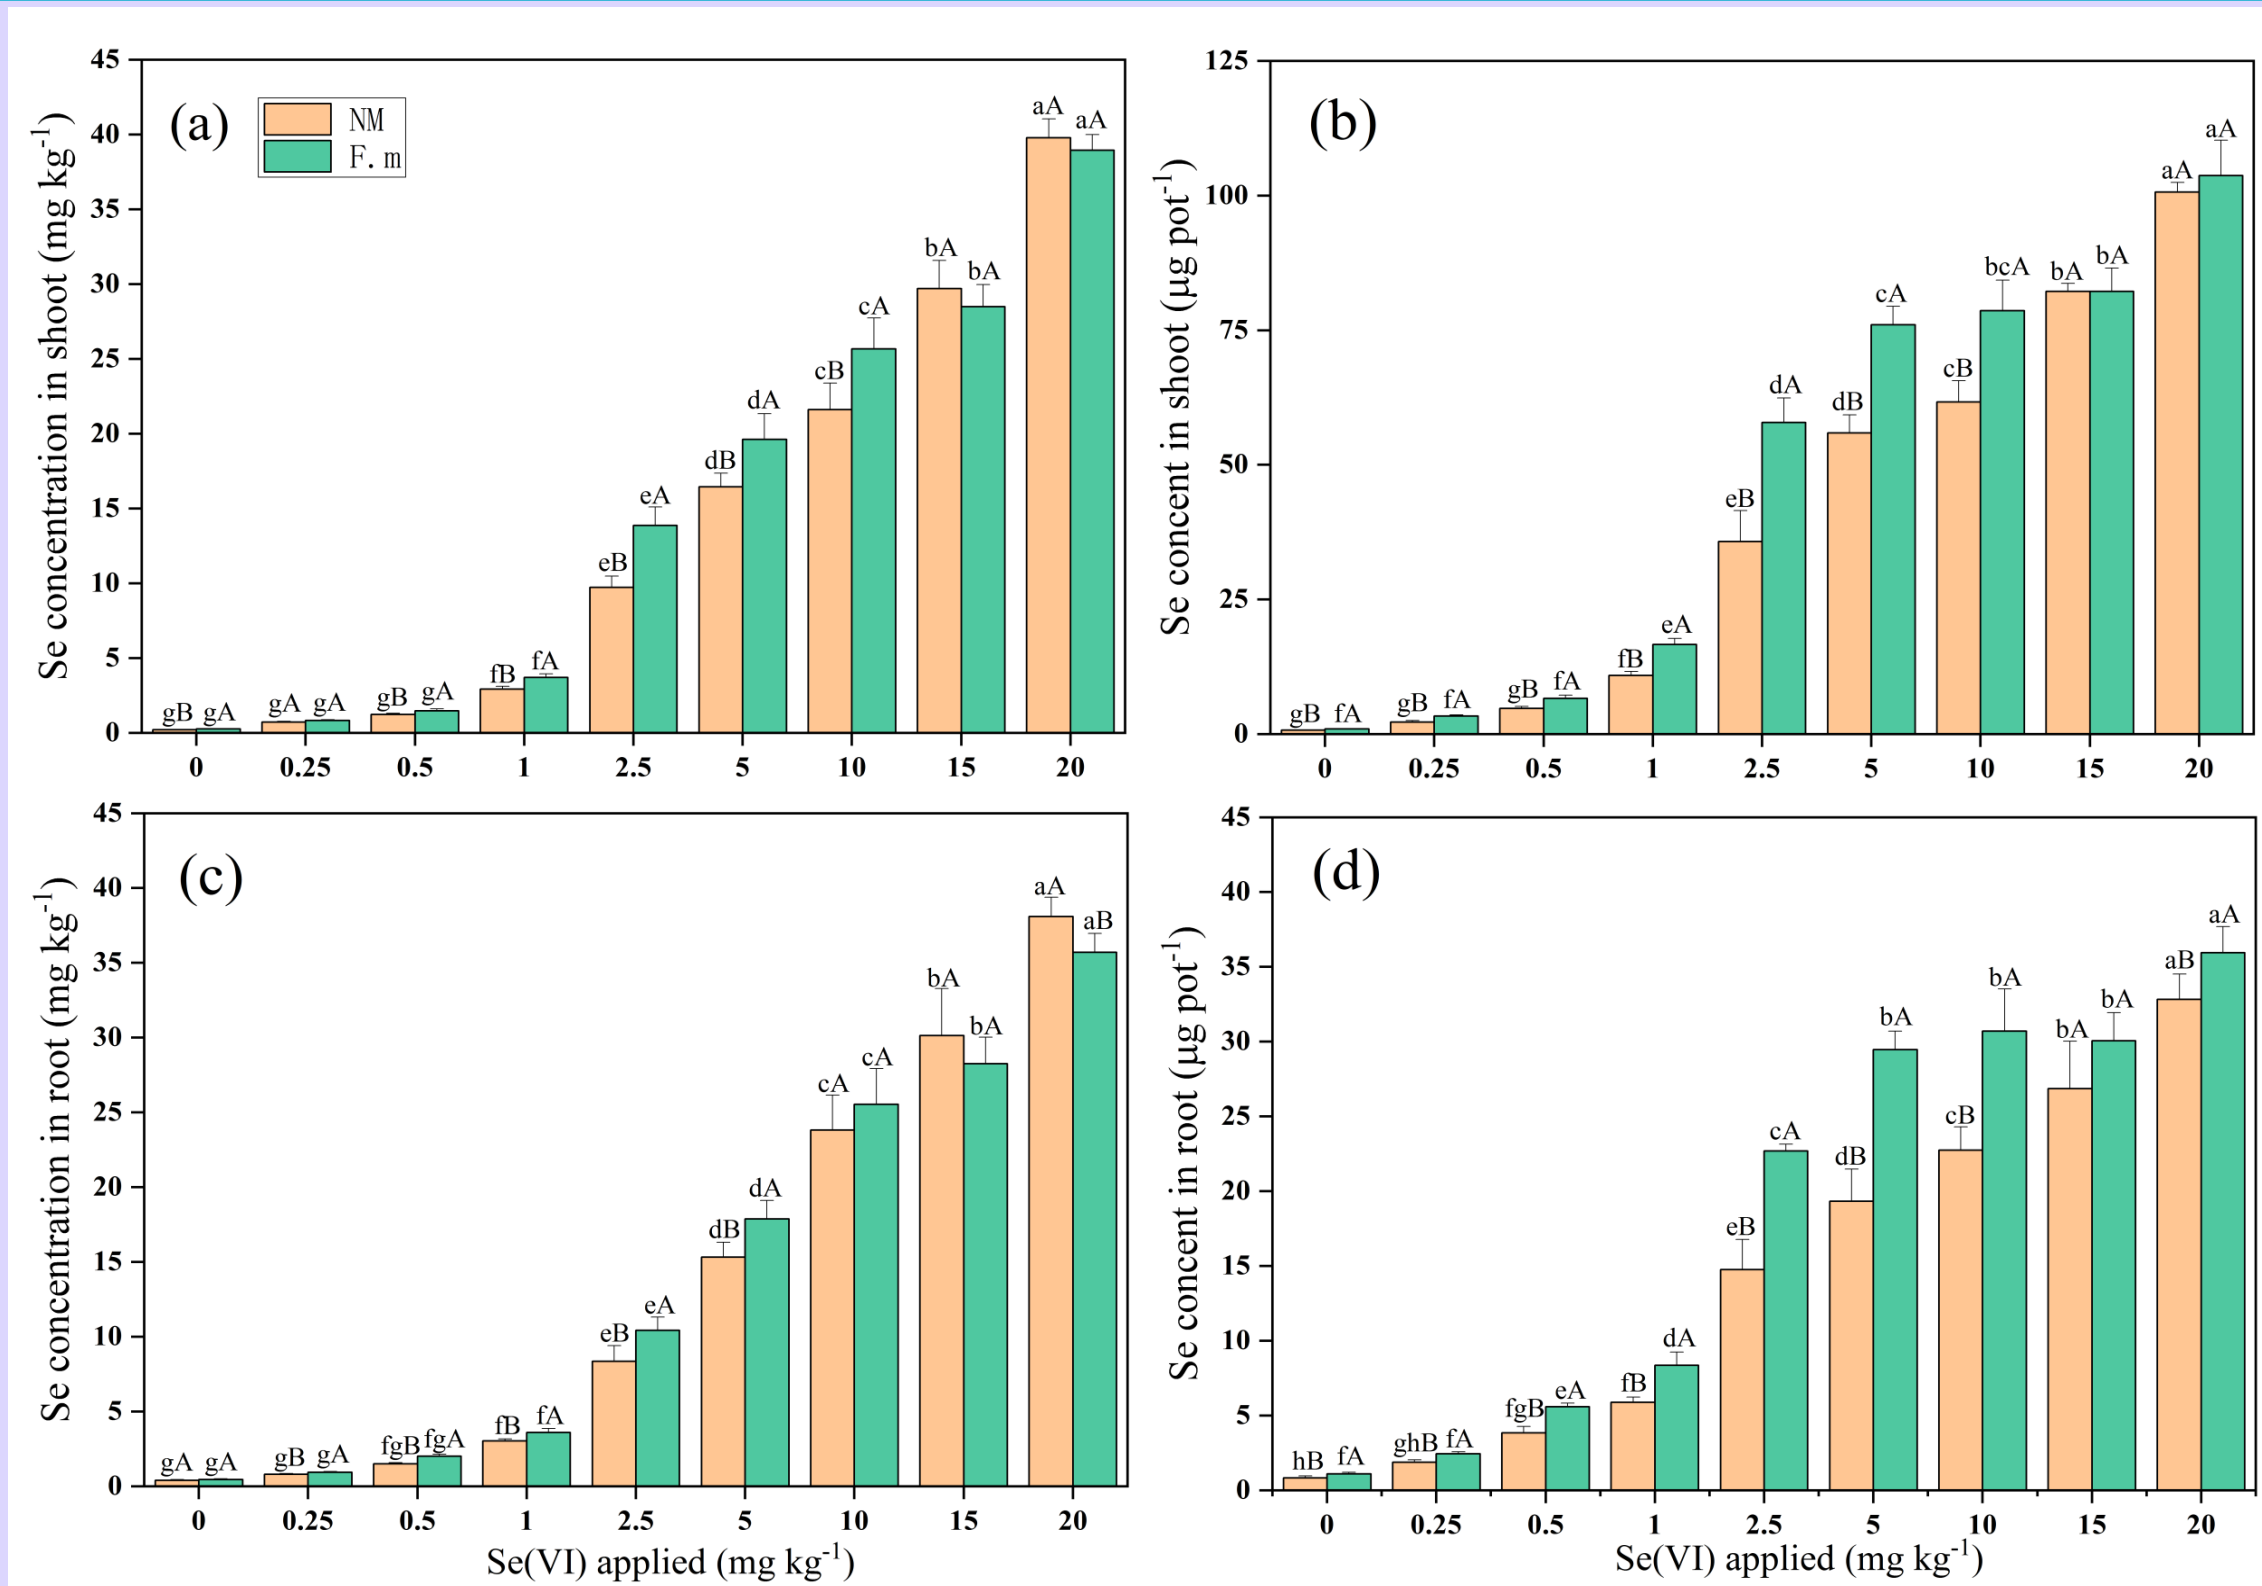 (a)
NM
F.m
Se concentration in shoot (mg kg⁻¹)
45
40
35
30
25
20
15
10
5
0
gB gA gA gA gB gA fB fA eB eA dB dA cB cA bA bA aA aA
0 0.25 0.5 1 2.5 5 10 15 20
(b)
Se concent in shoot (μg pot⁻¹)
125
100
75
50
25
0
gB fA gB fA gB fA fB eA eB dA dB cA cB bcA bA bA aA aA
0 0.25 0.5 1 2.5 5 10 15 20
(c)
Se concentration in root (mg kg⁻¹)
45
40
35
30
25
20
15
10
5
0
gA gA gB gA fgB fgA fB fA eB eA dB dA cA cA bA bA aA aB
0 0.25 0.5 1 2.5 5 10 15 20
Se(VI) applied (mg kg⁻¹)
(d)
Se concent in root (μg pot⁻¹)
45
40
35
30
25
20
15
10
5
0
hB fA ghB fA fgB eA fB dA eB cA dB bA cB bA bA bA aB aA
0 0.25 0.5 1 2.5 5 10 15 20
Se(VI) applied (mg kg⁻¹)